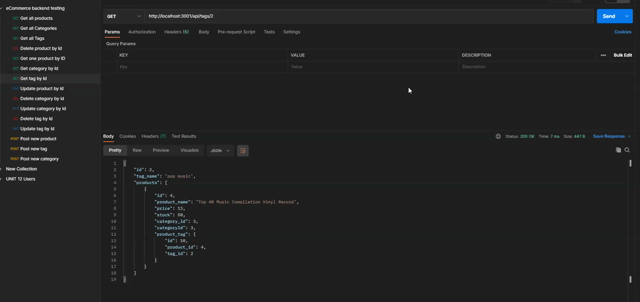 eCommerce backend testing
GET Get all products
GET Get all Categories
GET Get all Tags
Delete product by Id
GET Get one product by ID
GET Get category by Id
GET Get tag by Id
Update product by Id
Delete category by Id
Update category by Id
Delete tag by Id
Update tag by Id
POST Post new product
POST Post new tag
POST Post new category
New Collection
UNIT 12 Users
GET http://localhost:3001/api/tags/2 Send
Params Authorization Headers (6) Body Pre-request Script Tests Settings Cookies
Query Params
KEY VALUE DESCRIPTION Bulk Edit
Key Value Description
Body Cookies Headers (7) Test Results Status: 200 OK Time: 7 ms Size: 447 B Save Response
Pretty Raw Preview Visualize JSON
1 {
2 "id": 2,
3 "tag_name": "pop music",
4 "products": [
5 {
6 "id": 4,
7 "product_name": "Top 40 Music Compilation Vinyl Record",
8 "price": 13,
9 "stock": 50,
10 "category_id": 3,
11 "categoryId": 3,
12 "product_tag": {
13 "id": 10,
14 "product_id": 4,
15 "tag_id": 2
16 }
17 }
18 ]
19 }